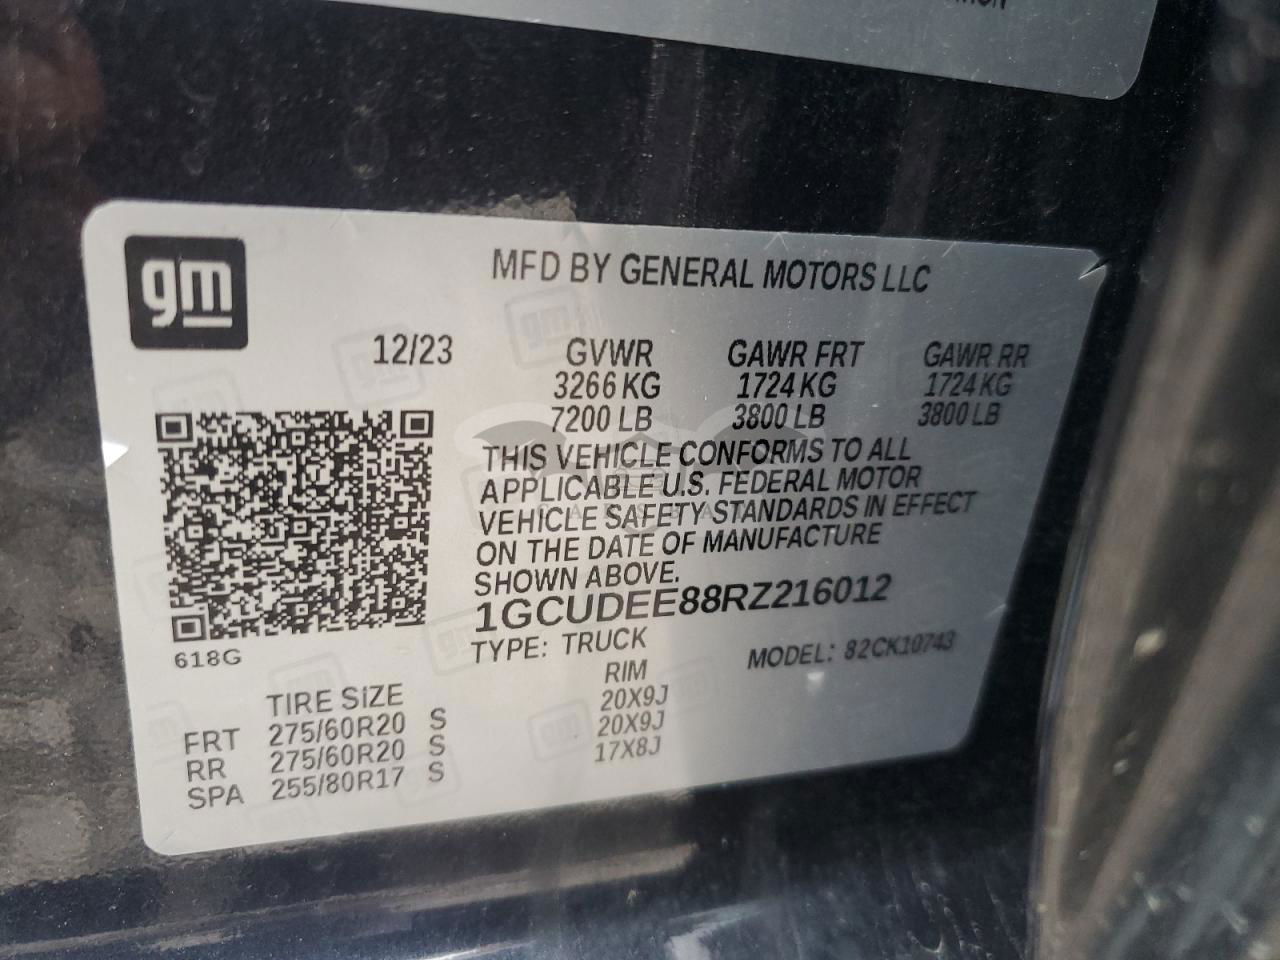 gm
MFD BY GENERAL MOTORS LLC
12/23 GVWR GAWR FRT GAWR RR
3266 KG 1724 KG 1724 KG
7200 LB 3800 LB 3800 LB
THIS VEHICLE CONFORMS TO ALL
APPLICABLE U.S. FEDERAL MOTOR
VEHICLE SAFETY STANDARDS IN EFFECT
ON THE DATE OF MANUFACTURE
SHOWN ABOVE.
1GCUDEE88RZ216012
618G
TYPE: TRUCK MODEL: 82CK10743
TIRE SIZE RIM
FRT 275/60R20 S 20X9J
RR 275/60R20 S 20X9J
SPA 255/80R17 S 17X8J